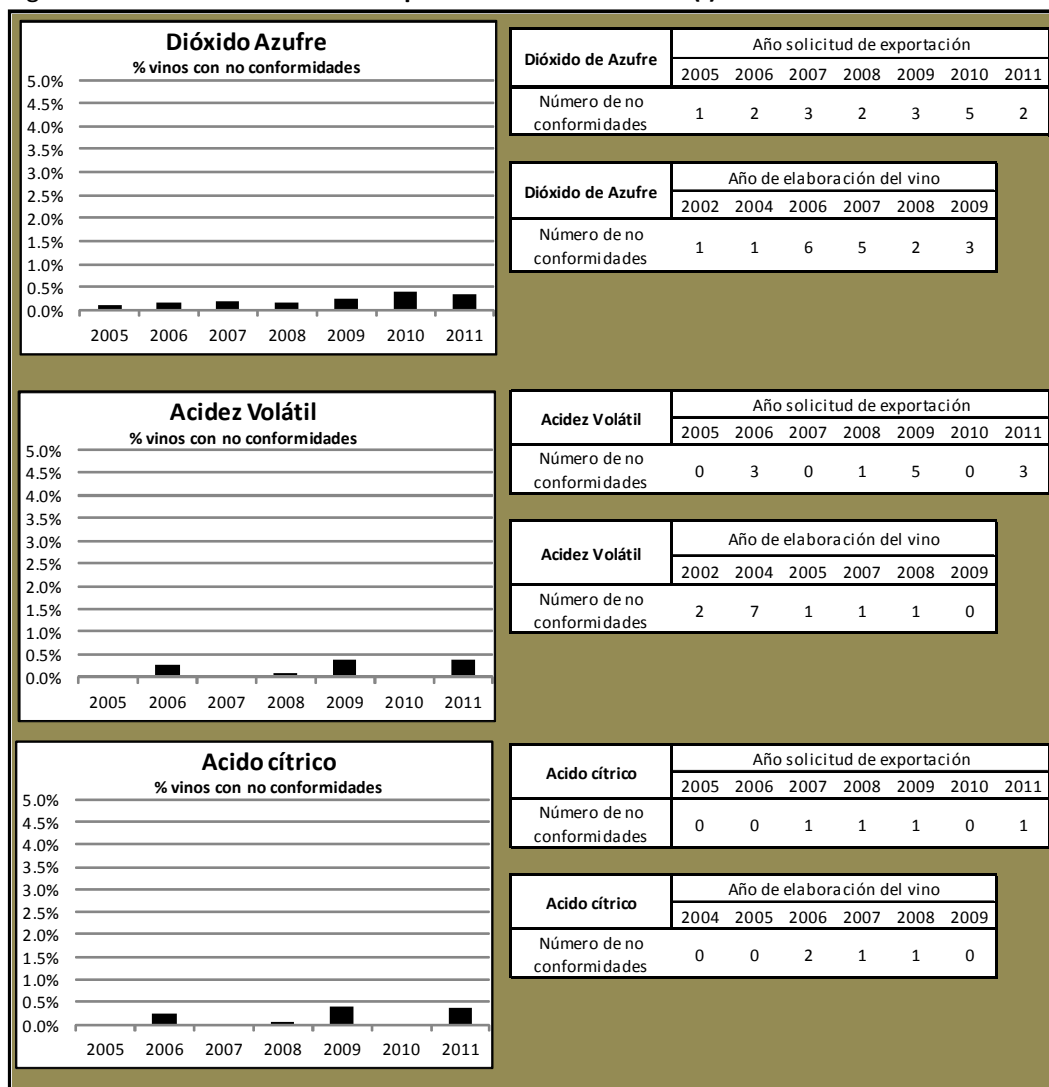 Dióxido Azufre
% vinos con no conformidades
5.0%
4.5%
4.0%
3.5%
3.0%
2.5%
2.0%
1.5%
1.0%
0.5%
0.0%
2005 2006 2007 2008 2009 2010 2011
Dióxido de Azufre
Año solicitud de exportación
2005 2006 2007 2008 2009 2010 2011
Número de no
conformidades
1 2 3 2 3 5 2
Dióxido de Azufre
Año de elaboración del vino
2002 2004 2006 2007 2008 2009
Número de no
conformidades
1 1 6 5 2 3
Acidez Volátil
% vinos con no conformidades
5.0%
4.5%
4.0%
3.5%
3.0%
2.5%
2.0%
1.5%
1.0%
0.5%
0.0%
2005 2006 2007 2008 2009 2010 2011
Acidez Volátil
Año solicitud de exportación
2005 2006 2007 2008 2009 2010 2011
Número de no
conformidades
0 3 0 1 5 0 3
Acidez Volátil
Año de elaboración del vino
2002 2004 2005 2007 2008 2009
Número de no
conformidades
2 7 1 1 1 0
Acido cítrico
% vinos con no conformidades
5.0%
4.5%
4.0%
3.5%
3.0%
2.5%
2.0%
1.5%
1.0%
0.5%
0.0%
2005 2006 2007 2008 2009 2010 2011
Acido cítrico
Año solicitud de exportación
2005 2006 2007 2008 2009 2010 2011
Número de no
conformidades
0 0 1 1 1 0 1
Acido cítrico
Año de elaboración del vino
2004 2005 2006 2007 2008 2009
Número de no
conformidades
0 0 2 1 1 0